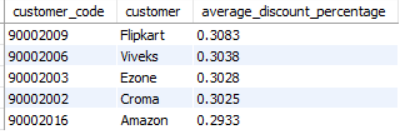 customer_code customer average_discount_percentage
90002009 Flipkart 0.3083
90002006 Viveks 0.3038
90002003 Ezone 0.3028
90002002 Croma 0.3025
90002016 Amazon 0.2933